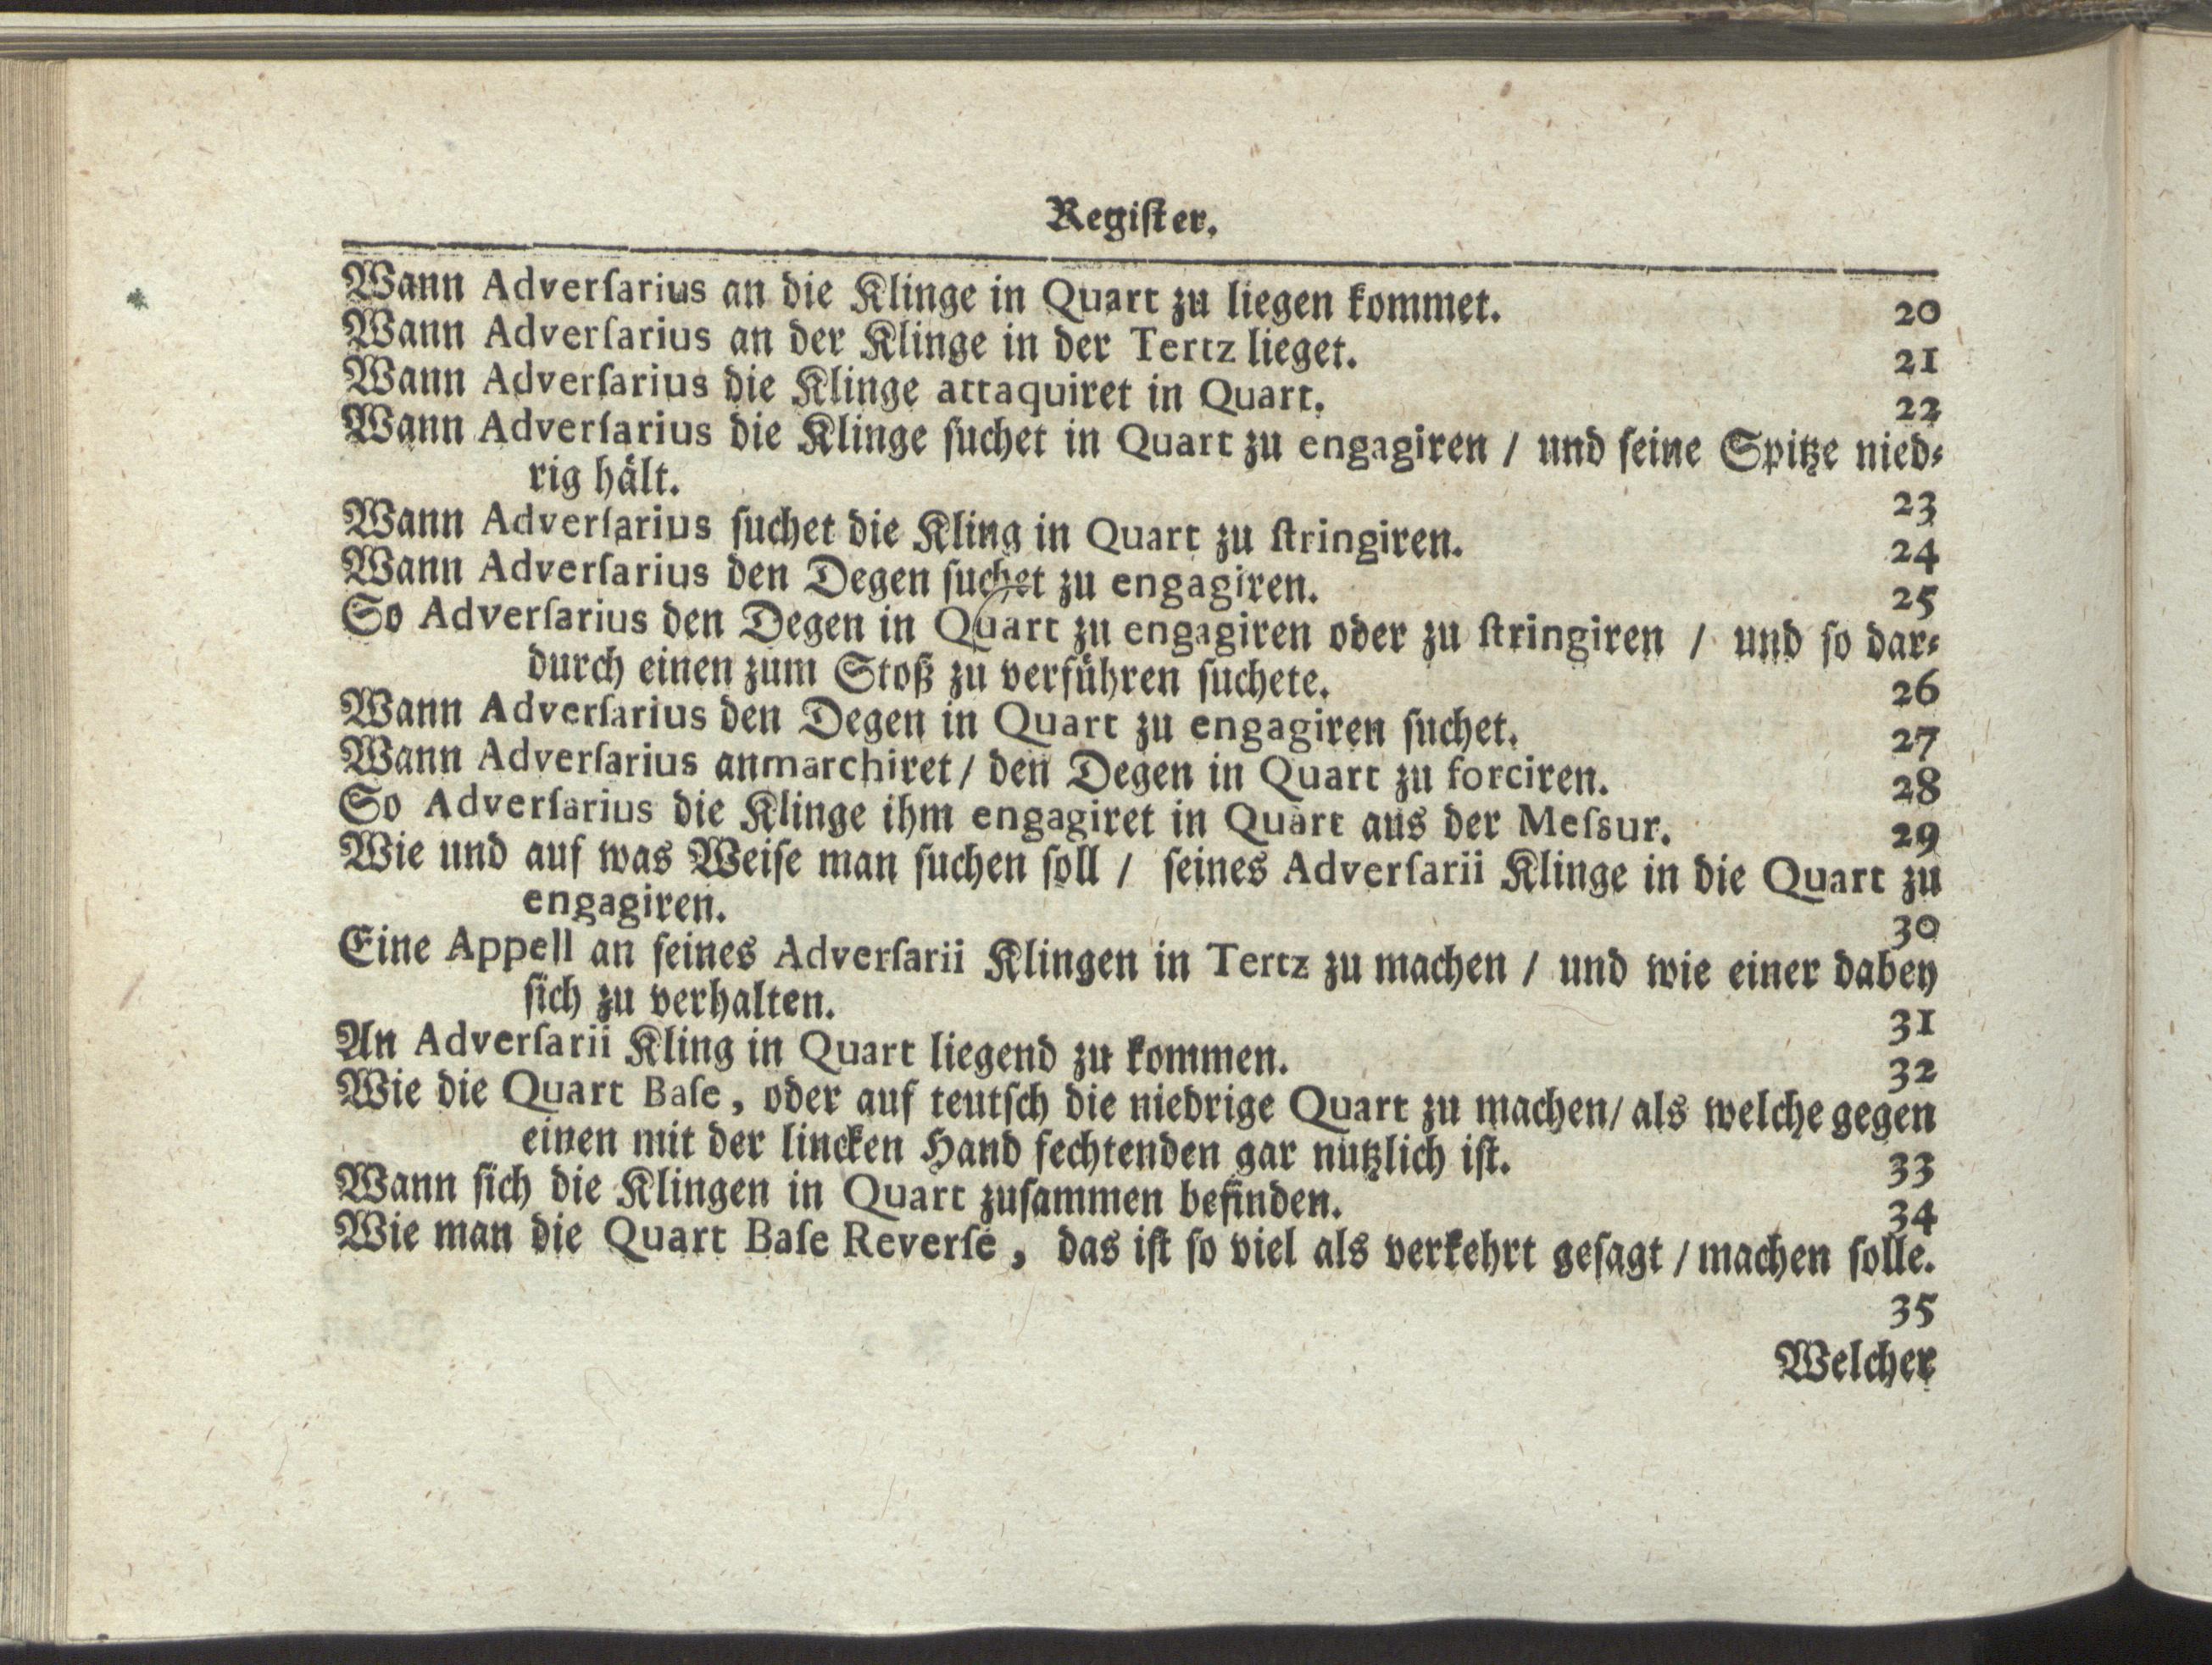 Regiſter.
Wann Adverſarius an die Klinge in Quart zu liegen kommet. 20
Wann Adverſarius an der Klinge in der Tertz lieget. 21
Wann Adverſarius die Klinge attaquiret in Quart. 22
Wann Adverſarius die Klinge ſuchet in Quart zu engagiren / und ſeine Spitze nied⸗
rig hält. 23
Wann Adverſarius ſuchet die Kling in Quart zu ſtringiren. 24
Wann Adverſarius den Degen ſuchet zu engagiren. 25
So Adverſarius den Degen in Quart zu engagiren oder zu ſtringiren / und ſo dar⸗
durch einen zum Stoß zu verführen ſuchete. 26
Wann Adverſarius den Degen in Quart zu engagiren ſuchet. 27
Wann Adverſarius anmarchiret / den Degen in Quart zu forciren. 28
So Adverſarius die Klinge ihm engagiret in Quart aus der Meſsur. 29
Wie und auf was Weiſe man ſuchen ſoll / ſeines Adverſarii Klinge in die Quart zu
engagiren. 30
Eine Appell an ſeines Adverſarii Klingen in Tertz zu machen / und wie einer dabey
ſich zu verhalten. 31
An Adverſarii Kling in Quart liegend zu kommen. 32
Wie die Quart Baſe, oder auf teutſch die niedrige Quart zu machen / als welche gegen
einen mit der lincken Hand fechtenden gar nützlich iſt. 33
Wann ſich die Klingen in Quart zuſammen befinden. 34
Wie man die Quart Baſe Reverſé, das iſt ſo viel als verkehrt geſagt / machen ſolle.
35
Welcher